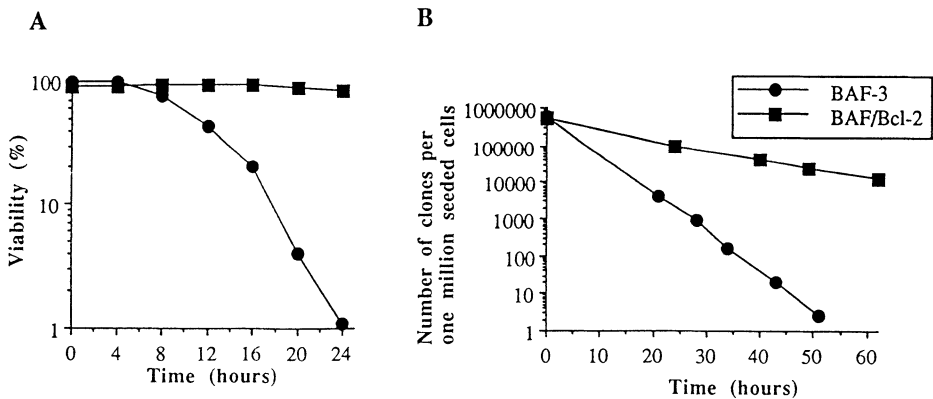 A
Viability (%)
100
10
1
0 4 8 12 16 20 24
Time (hours)
B
BAF-3
BAF/Bcl-2
Number of clones per
one million seeded cells
1000000
100000
10000
1000
100
10
1
0 10 20 30 40 50 60
Time (hours)